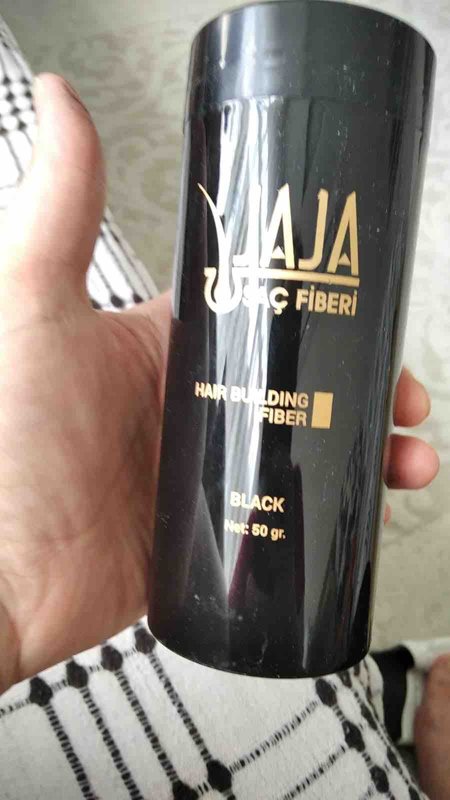 JAJA
SAÇ FİBERİ
HAIR BUILDING
FIBER
BLACK
Net: 50 gr.